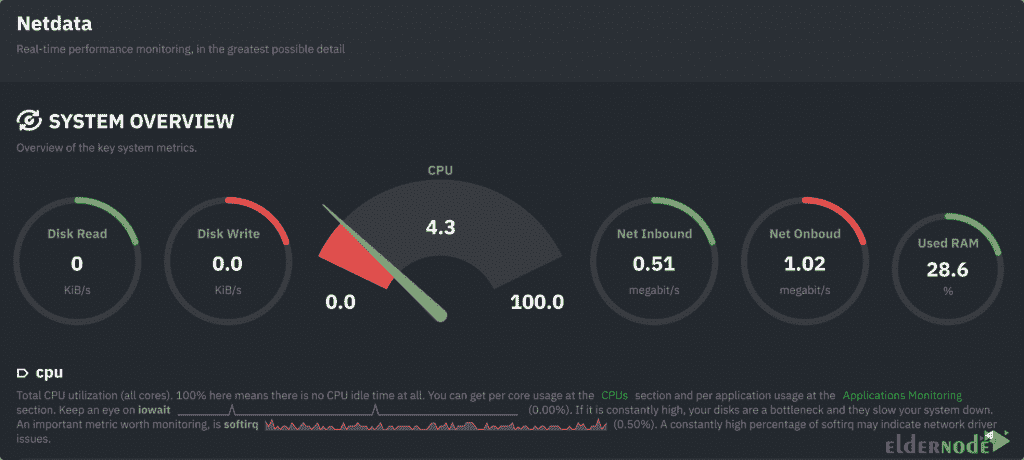 Netdata
Real-time performance monitoring, in the greatest possible detail
SYSTEM OVERVIEW
Overview of the key system metrics.
CPU
Disk Read
0
KiB/s
Disk Write
0.0
KiB/s
4.3
0.0
100.0
Net Inbound
0.51
megabit/s
Net Onboud
1.02
megabit/s
Used RAM
28.6
%
cpu
Total CPU utilization (all cores). 100% here means there is no CPU idle time at all. You can get per core usage at the CPUs section and per application usage at the Applications Monitoring
section. Keep an eye on iowait (0.00%). If it is constantly high, your disks are a bottleneck and they slow your system down.
An important metric worth monitoring, is softirq (0.50%). A constantly high percentage of softirq may indicate network driver
issues.
eldernode